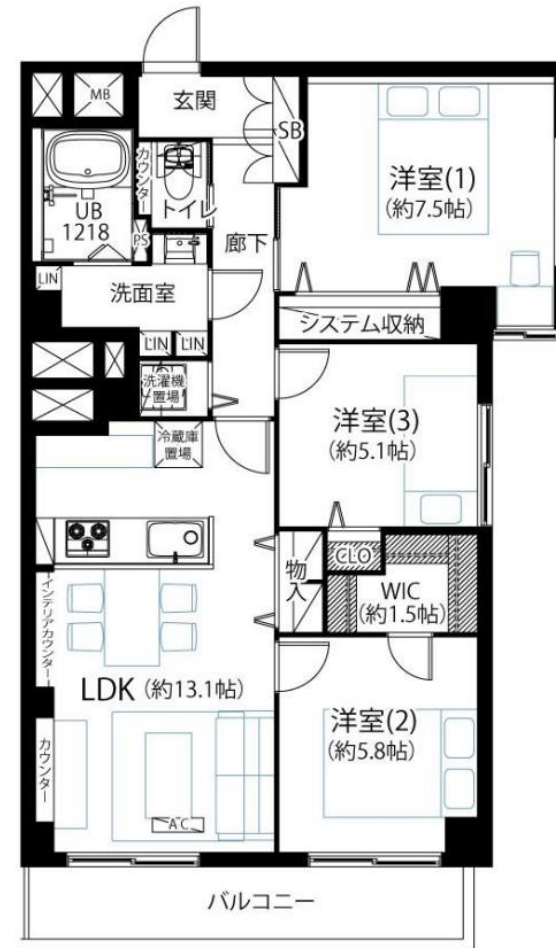 MB
玄関
SB
洋室(1)
(約7.5帖)
カウンター
トイレ
UB
1218
PS
廊下
LIN
洗面室
LIN
LIN
システム収納
洗濯機
置場
洋室(3)
(約5.1帖)
冷蔵庫
置場
物入
CLO
WIC
(約1.5帖)
インテリアカウンター
LDK (約13.1帖)
洋室(2)
(約5.8帖)
カウンター
AC
バルコニー